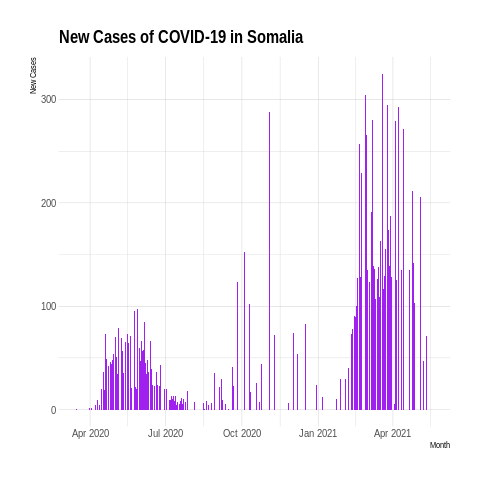 New Cases of COVID-19 in Somalia
New Cases
300
200
100
0
Apr 2020 Jul 2020 Oct 2020 Jan 2021 Apr 2021
Month